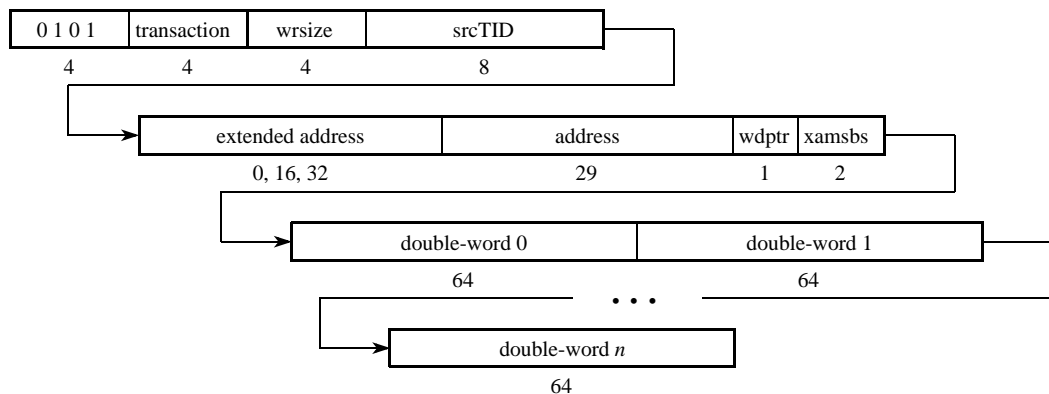 0 1 0 1 transaction wrsize srcTID
4 4 4 8
extended address address wdptr xamsbs
0, 16, 32 29 1 2
double-word 0 double-word 1
64 64
• • •
double-word n
64